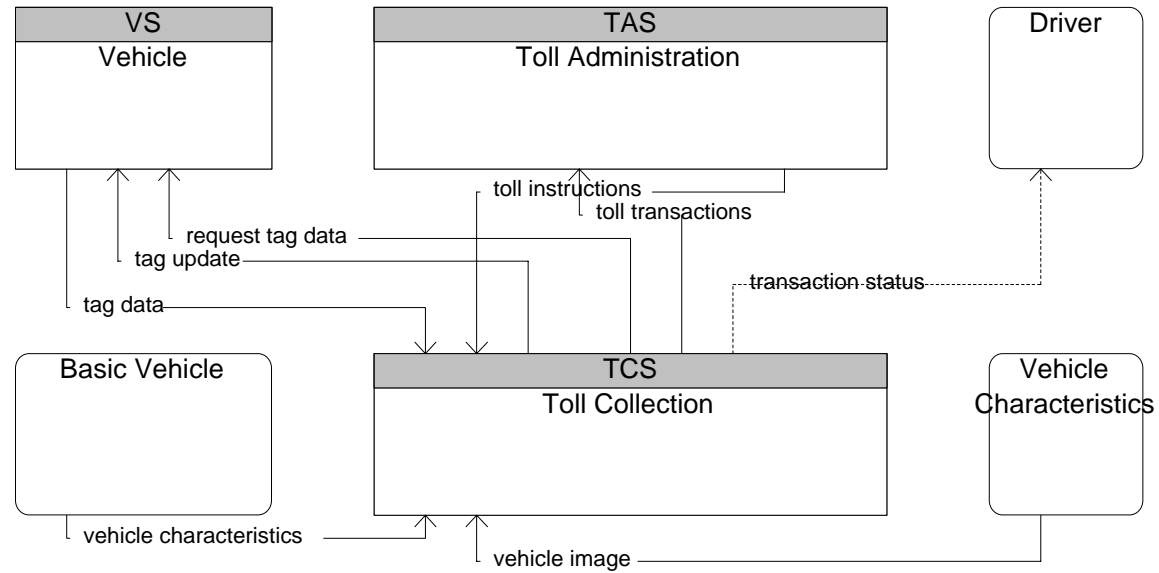 VS
Vehicle
TAS
Toll Administration
Driver
toll instructions
toll transactions
request tag data
tag update
transaction status
tag data
Basic Vehicle
TCS
Toll Collection
Vehicle
Characteristics
vehicle characteristics
vehicle image